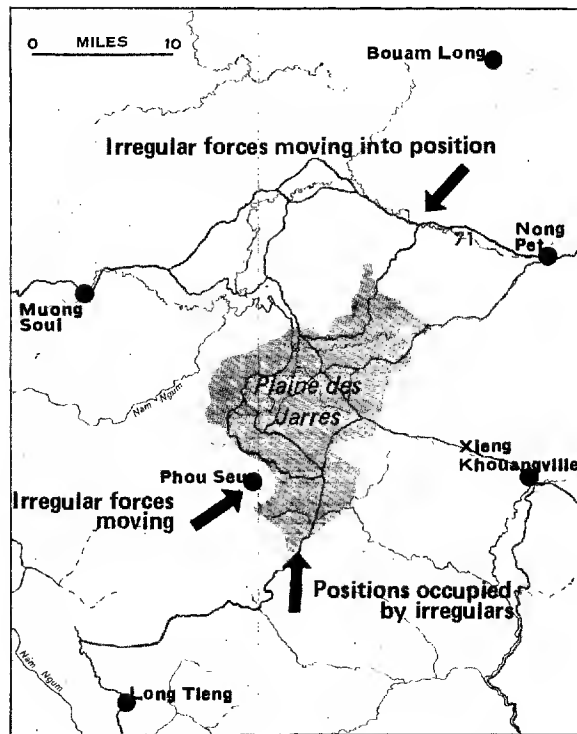 0 MILES 10
Bouam Long
Irregular forces moving into position
71
Nong
Pet
Muong
Soui
Nam Ngum
Plaine des
Jarres
Xieng
Khouangville
Phou Seu
Irregular forces
moving
Positions occupied
by irregulars
Nam Ngum
Long Tieng